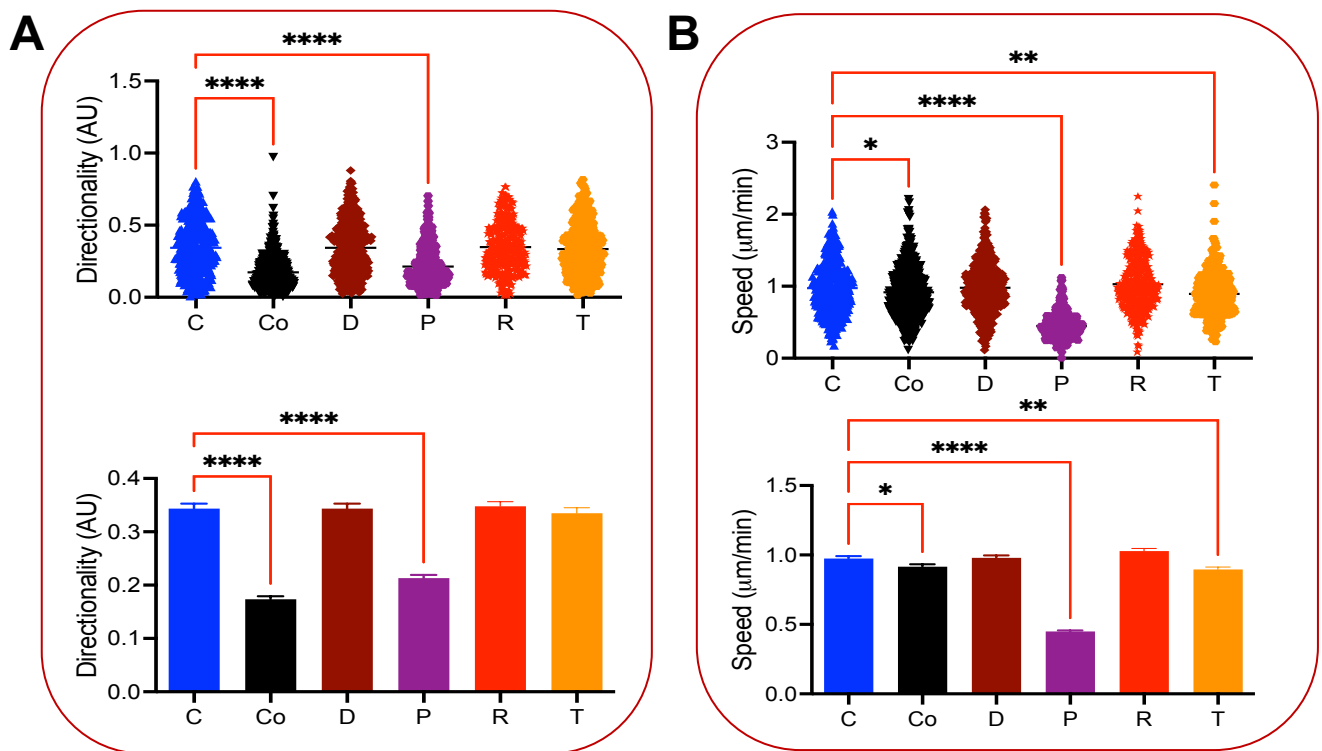 A
****
****
Directionality (AU)
1.5
1.0
0.5
0.0
C Co D P R T
****
****
Directionality (AU)
0.4
0.3
0.2
0.1
0.0
C Co D P R T
B
**
****
*
Speed (μm/min)
3
2
1
0
C Co D P R T
**
****
*
Speed (μm/min)
1.5
1.0
0.5
0.0
C Co D P R T